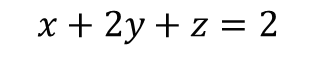 x + 2y + z = 2